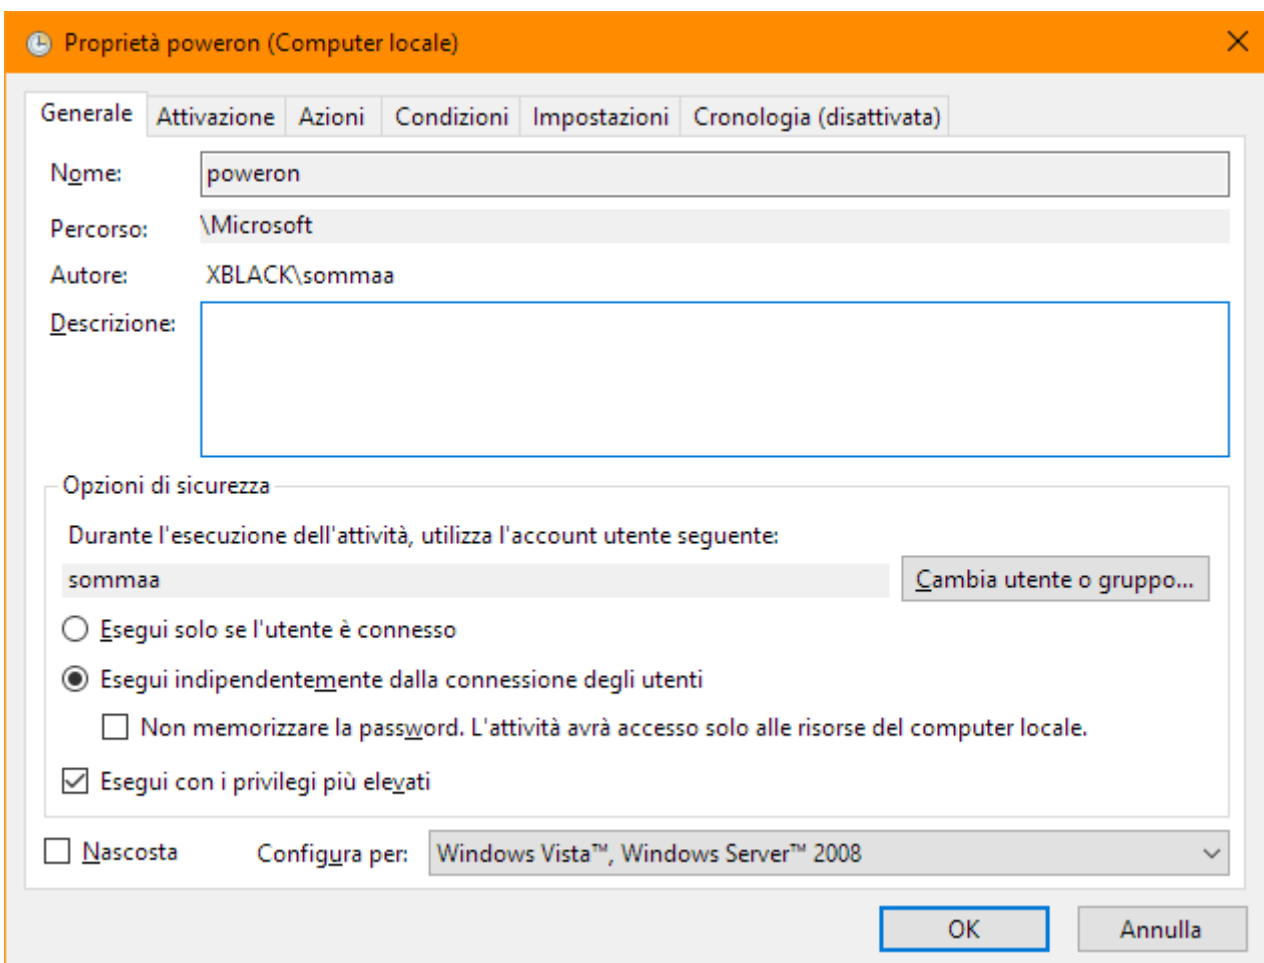 Proprietà poweron (Computer locale)
Generale Attivazione Azioni Condizioni Impostazioni Cronologia (disattivata)
Nome: poweron
Percorso: \Microsoft
Autore: XBLACK\sommaa
Descrizione:
Opzioni di sicurezza
Durante l'esecuzione dell'attività, utilizza l'account utente seguente:
sommaa Cambia utente o gruppo...
Esegui solo se l'utente è connesso
Esegui indipendentemente dalla connessione degli utenti
Non memorizzare la password. L'attività avrà accesso solo alle risorse del computer locale.
Esegui con i privilegi più elevati
Nascosta Configura per: Windows Vista™, Windows Server™ 2008
OK Annulla